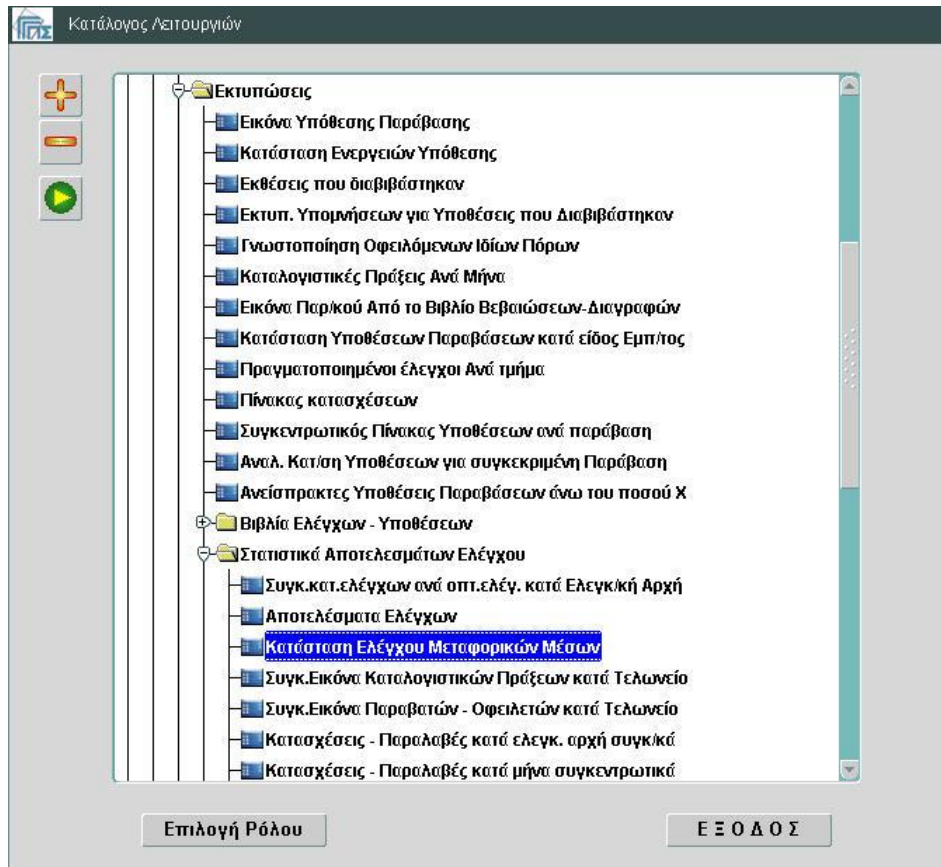 Κατάλογος Λειτουργιών
Εκτυπώσεις
Εικόνα Υπόθεσης Παράβασης
Κατάσταση Ενεργειών Υπόθεσης
Εκθέσεις που διαβιβάστηκαν
Εκτυπ. Υπομνήσεων για Υποθέσεις που Διαβιβάστηκαν
Γνωστοποίηση Οφειλόμενων Ιδίων Πόρων
Καταλογιστικές Πράξεις Ανά Μήνα
Εικόνα Παρ/κού Από το Βιβλίο Βεβαιώσεων-Διαγραφών
Κατάσταση Υποθέσεων Παραβάσεων κατά είδος Εμπ/τος
Πραγματοποιημένοι έλεγχοι Ανά τμήμα
Πίνακας κατασχέσεων
Συγκεντρωτικός Πίνακας Υποθέσεων ανά παράβαση
Αναλ. Κατ/ση Υποθέσεων για συγκεκριμένη Παράβαση
Ανείσπρακτες Υποθέσεις Παραβάσεων άνω του ποσού Χ
Βιβλία Ελέγχων - Υποθέσεων
Στατιστικά Αποτελεσμάτων Ελέγχου
Συγκ.κατ.ελέγχων ανά οπτ.ελέγ. κατά Ελεγκ/κή Αρχή
Αποτελέσματα Ελέγχων
Κατάσταση Ελέγχου Μεταφορικών Μέσων
Συγκ.Εικόνα Καταλογιστικών Πράξεων κατά Τελωνείο
Συγκ.Εικόνα Παραβατών - Οφειλετών κατά Τελωνείο
Κατασχέσεις - Παραλαβές κατά ελεγκ. αρχή συγκ/κά
Κατασχέσεις - Παραλαβές κατά μήνα συγκεντρωτικά
Επιλογή Ρόλου
Ε Ξ Ο Δ Ο Σ